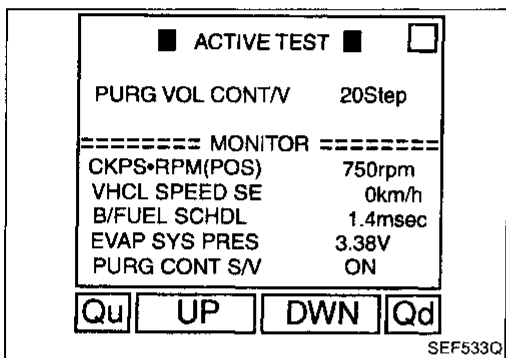 ■ ACTIVE TEST ■
PURG VOL CONT/V 20Step
======== MONITOR ========
CKPS•RPM(POS) 750rpm
VHCL SPEED SE 0km/h
B/FUEL SCHDL 1.4msec
EVAP SYS PRES 3.38V
PURG CONT S/V ON
Qu UP DWN Qd
SEF533Q